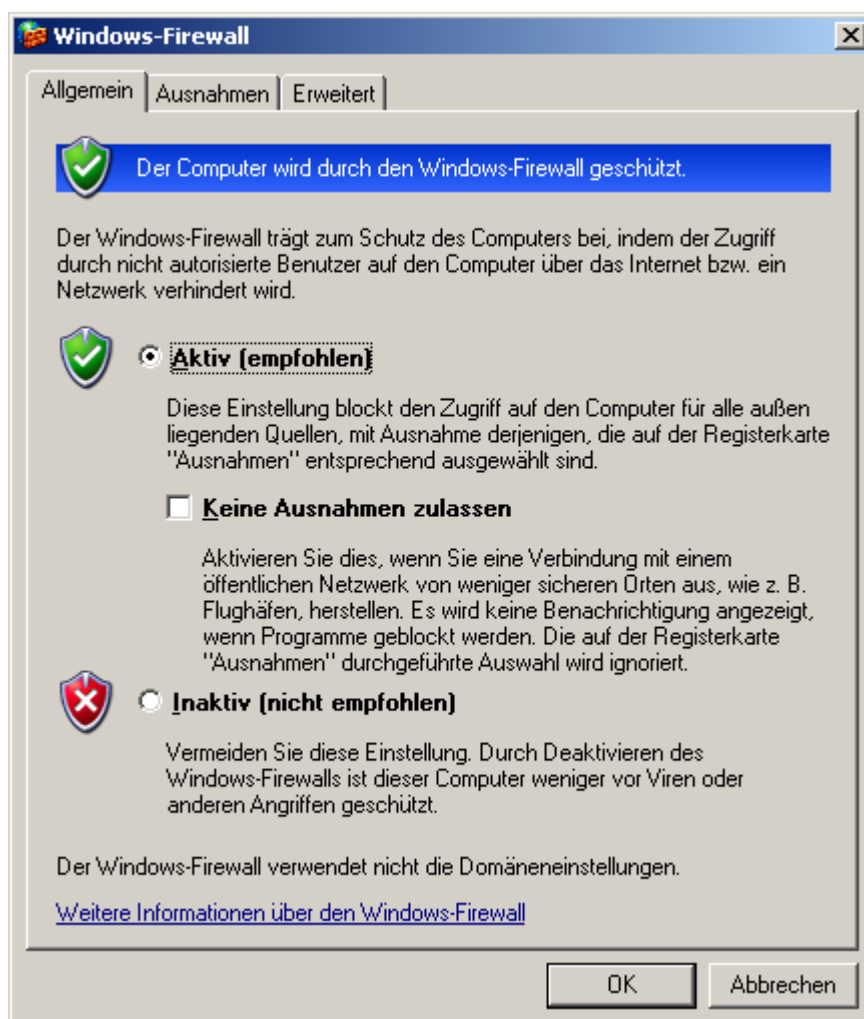 Windows-Firewall
Allgemein
Ausnahmen
Erweitert
Der Computer wird durch den Windows-Firewall geschützt.
Der Windows-Firewall trägt zum Schutz des Computers bei, indem der Zugriff
durch nicht autorisierte Benutzer auf den Computer über das Internet bzw. ein
Netzwerk verhindert wird.
Aktiv (empfohlen)
Diese Einstellung blockt den Zugriff auf den Computer für alle außen
liegenden Quellen, mit Ausnahme derjenigen, die auf der Registerkarte
"Ausnahmen" entsprechend ausgewählt sind.
Keine Ausnahmen zulassen
Aktivieren Sie dies, wenn Sie eine Verbindung mit einem
öffentlichen Netzwerk von weniger sicheren Orten aus, wie z. B.
Flughäfen, herstellen. Es wird keine Benachrichtigung angezeigt,
wenn Programme geblockt werden. Die auf der Registerkarte
"Ausnahmen" durchgeführte Auswahl wird ignoriert.
Inaktiv (nicht empfohlen)
Vermeiden Sie diese Einstellung. Durch Deaktivieren des
Windows-Firewalls ist dieser Computer weniger vor Viren oder
anderen Angriffen geschützt.
Der Windows-Firewall verwendet nicht die Domäneneinstellungen.
Weitere Informationen über den Windows-Firewall
OK
Abbrechen